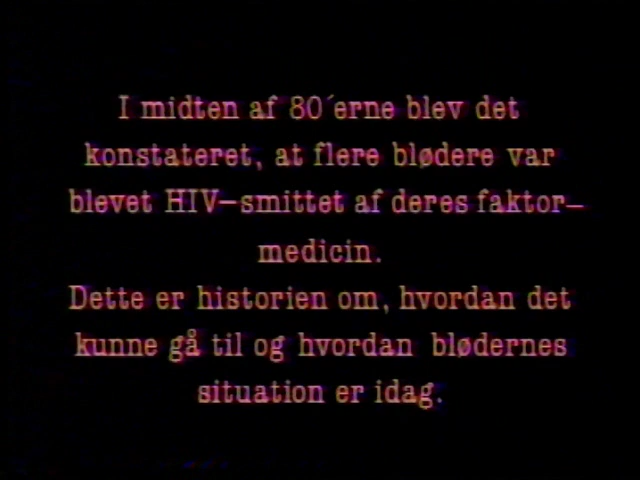 I midten af 80´erne blev det
konstateret, at flere blødere var
blevet HIV-smittet af deres faktor-
medicin.
Dette er historien om, hvordan det
kunne gå til og hvordan blødernes
situation er idag.